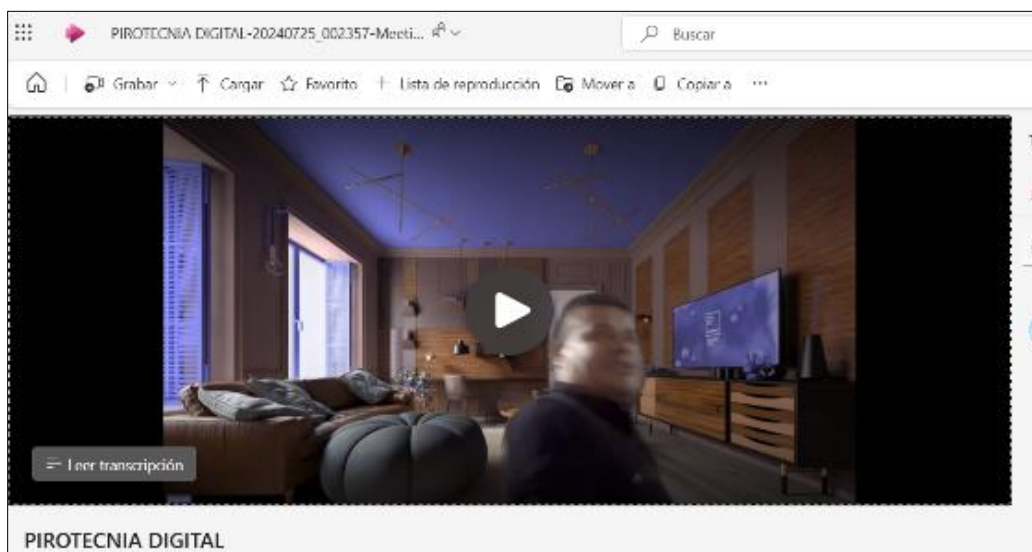 PIROTECNIA DIGITAL-20240725_002357-Meeti...
Buscar
Grabar
Cargar
Favorito
Lista de reproducción
Mover a
Copiar a
...
Leer transcripción
PIROTECNIA DIGITAL